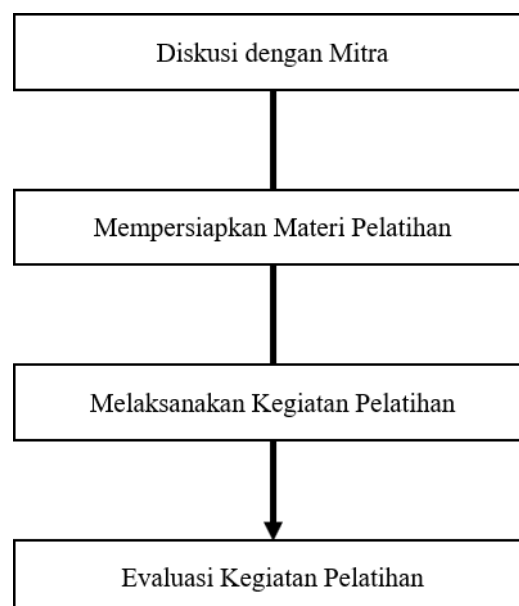 Diskusi dengan Mitra
Mempersiapkan Materi Pelatihan
Melaksanakan Kegiatan Pelatihan
Evaluasi Kegiatan Pelatihan